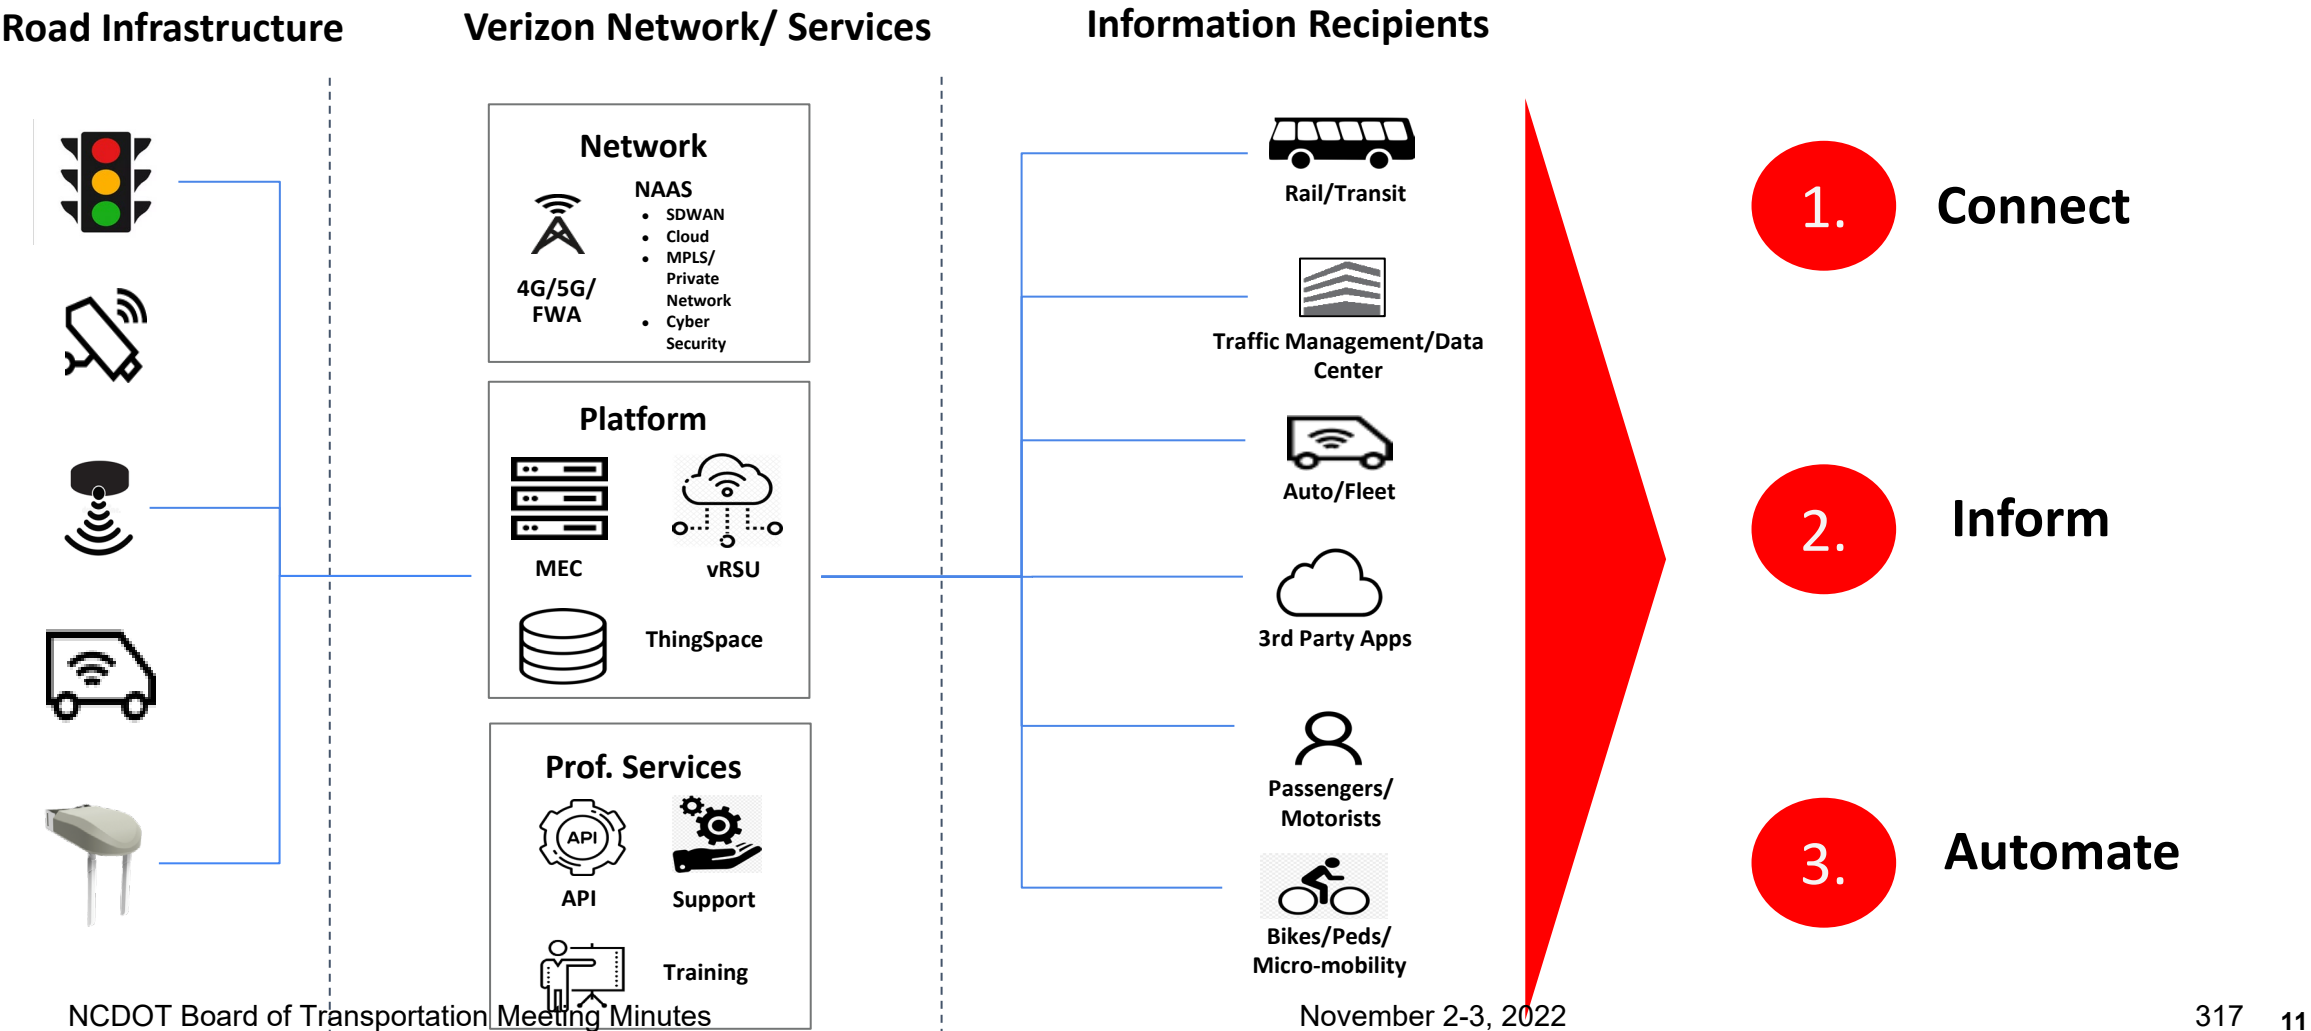 Road Infrastructure
Verizon Network/ Services
Information Recipients
Network
NAAS
• SDWAN
• Cloud
• MPLS/
Private
Network
• Cyber
Security
4G/5G/
FWA
Platform
MEC
vRSU
ThingSpace
Prof. Services
API
API
Support
Training
Rail/Transit
Traffic Management/Data
Center
Auto/Fleet
3rd Party Apps
Passengers/
Motorists
Bikes/Peds/
Micro-mobility
1.
Connect
2.
Inform
3.
Automate
NCDOT Board of Transportation Meeting Minutes
November 2-3, 2022
317
11